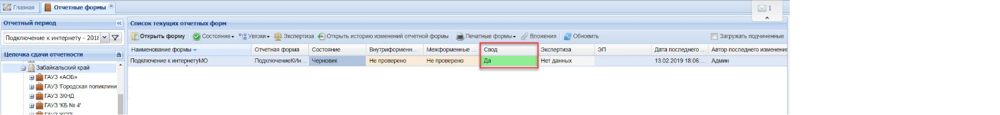 Главная Отчетные формы 1
Отчетный период Список текущих отчетных форм
Подключение к интернету - 2018 Открыть форму Состояние Увязки Экспертиза Открыть историю изменений отчетной формы Печатные формы Вложения Обновить Загружать подчиненные
Цепочка сдачи отчетности Наименование формы Отчетная форма Состояние Внутриформенн... Межформенные ... Свод Экспертиза ЭП Дата последнего ... Автор последнего изменения
Подключение к интернетуМО ПодключениеКИн... Черновик Не проверено Не проверено Да Нет данных 13.02.2019 18:06:... Админ
Забайкальский край
ГАУЗ «АОБ»
ГАУЗ 'Городская поликлини
ГАУЗ ЗКНД
ГАУЗ 'КБ № 4'
ГАУЗ 'КСП'